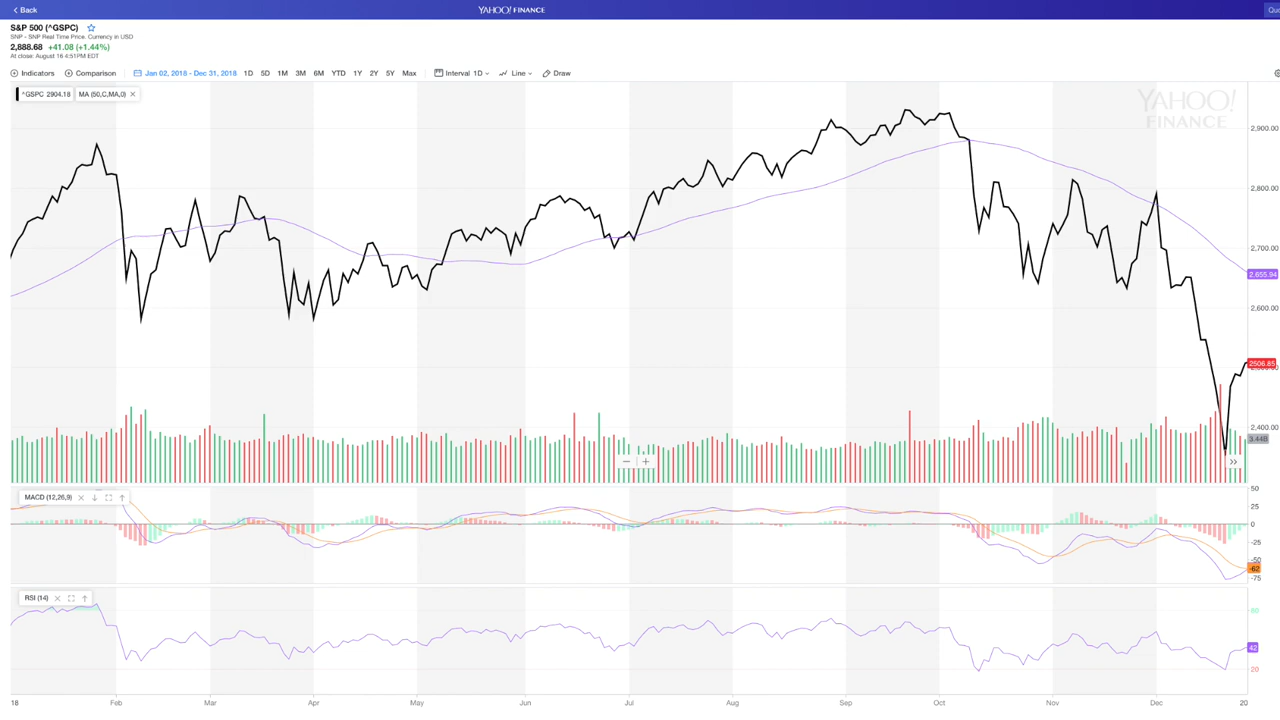 Back
YAHOO! FINANCE
S&P 500 (^GSPC)
SNP - SNP Real Time Price. Currency in USD
2,888.68 +41.08 (+1.44%)
At close: August 16 4:51PM EDT
Indicators Comparison Jan 02, 2018 - Dec 31, 2018 1D 5D 1M 3M 6M YTD 1Y 2Y 5Y Max Interval 1D Line Draw
^GSPC 2904.18 MA (50,C,MA,0)
YAHOO!
FINANCE
2,900.00
2,800.00
2,700.00
2,655.94
2,600.00
2506.85
2,400.00
3.44B
MACD (12,26,9)
50
25
0
-25
-50
-62
-75
RSI (14)
80
42
20
18 Feb Mar Apr May Jun Jul Aug Sep Oct Nov Dec 20